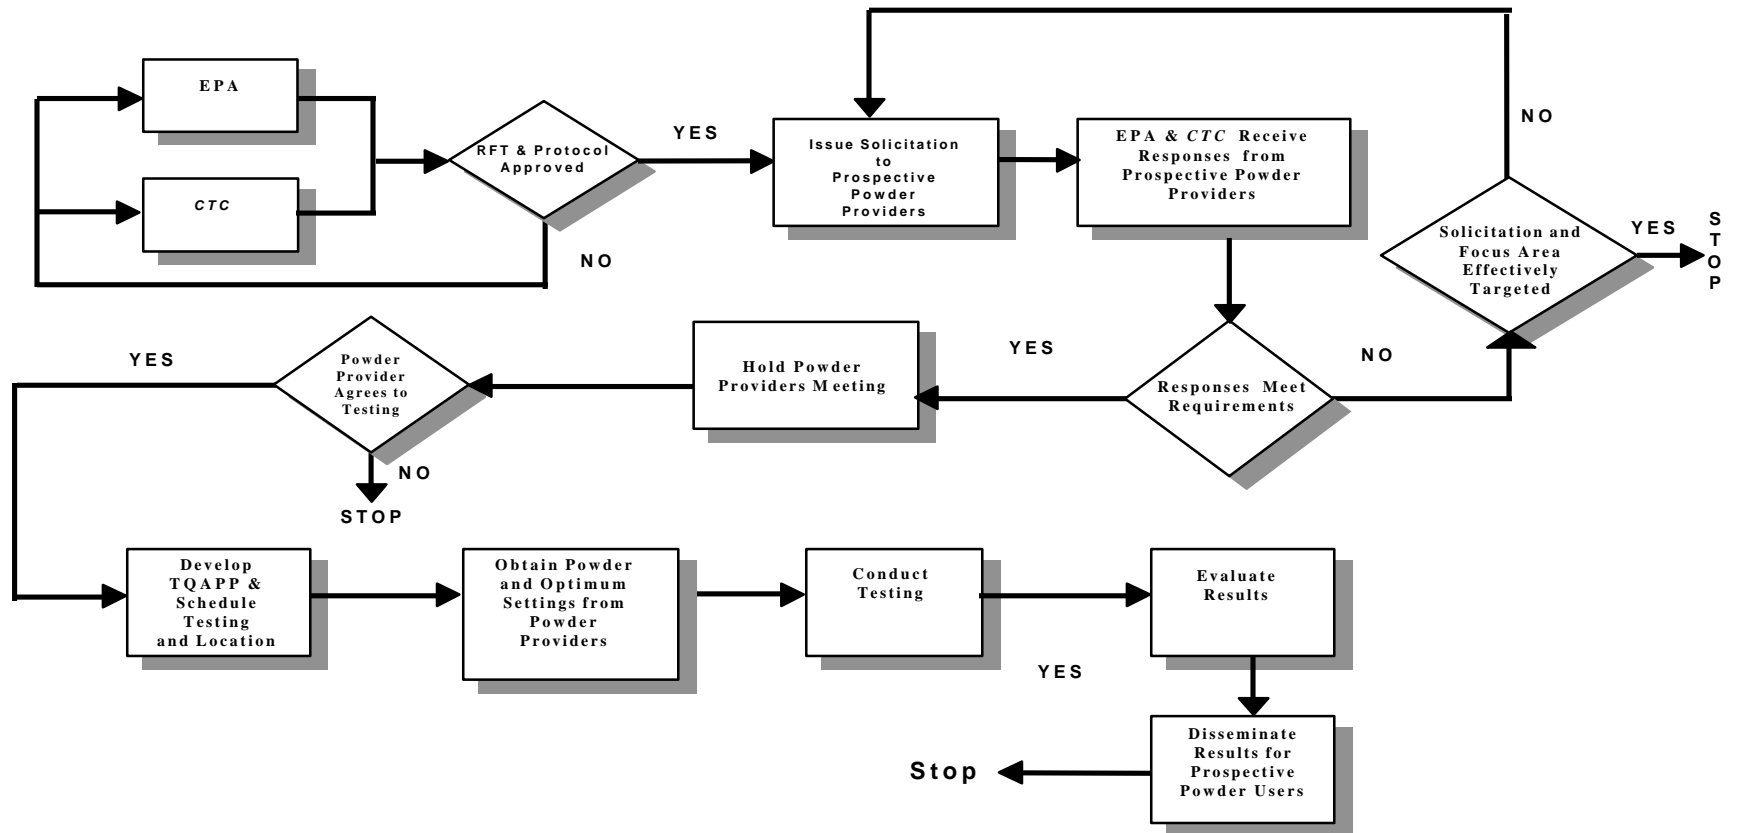 EPA
CTC
RFT & Protocol
Approved
YES
NO
Issue Solicitation
to
Prospective
Powder
Providers
EPA & CTC Receive
Responses from
Prospective Powder
Providers
NO
Solicitation and
Focus Area
Effectively
Targeted
YES
S
T
O
P
Responses Meet
Requirements
NO
YES
Hold Powder
Providers Meeting
Powder
Provider
Agrees to
Testing
YES
NO
STOP
Develop
TQAPP &
Schedule
Testing
and Location
Obtain Powder
and Optimum
Settings from
Powder
Providers
Conduct
Testing
Evaluate
Results
YES
Disseminate
Results for
Prospective
Powder Users
Stop